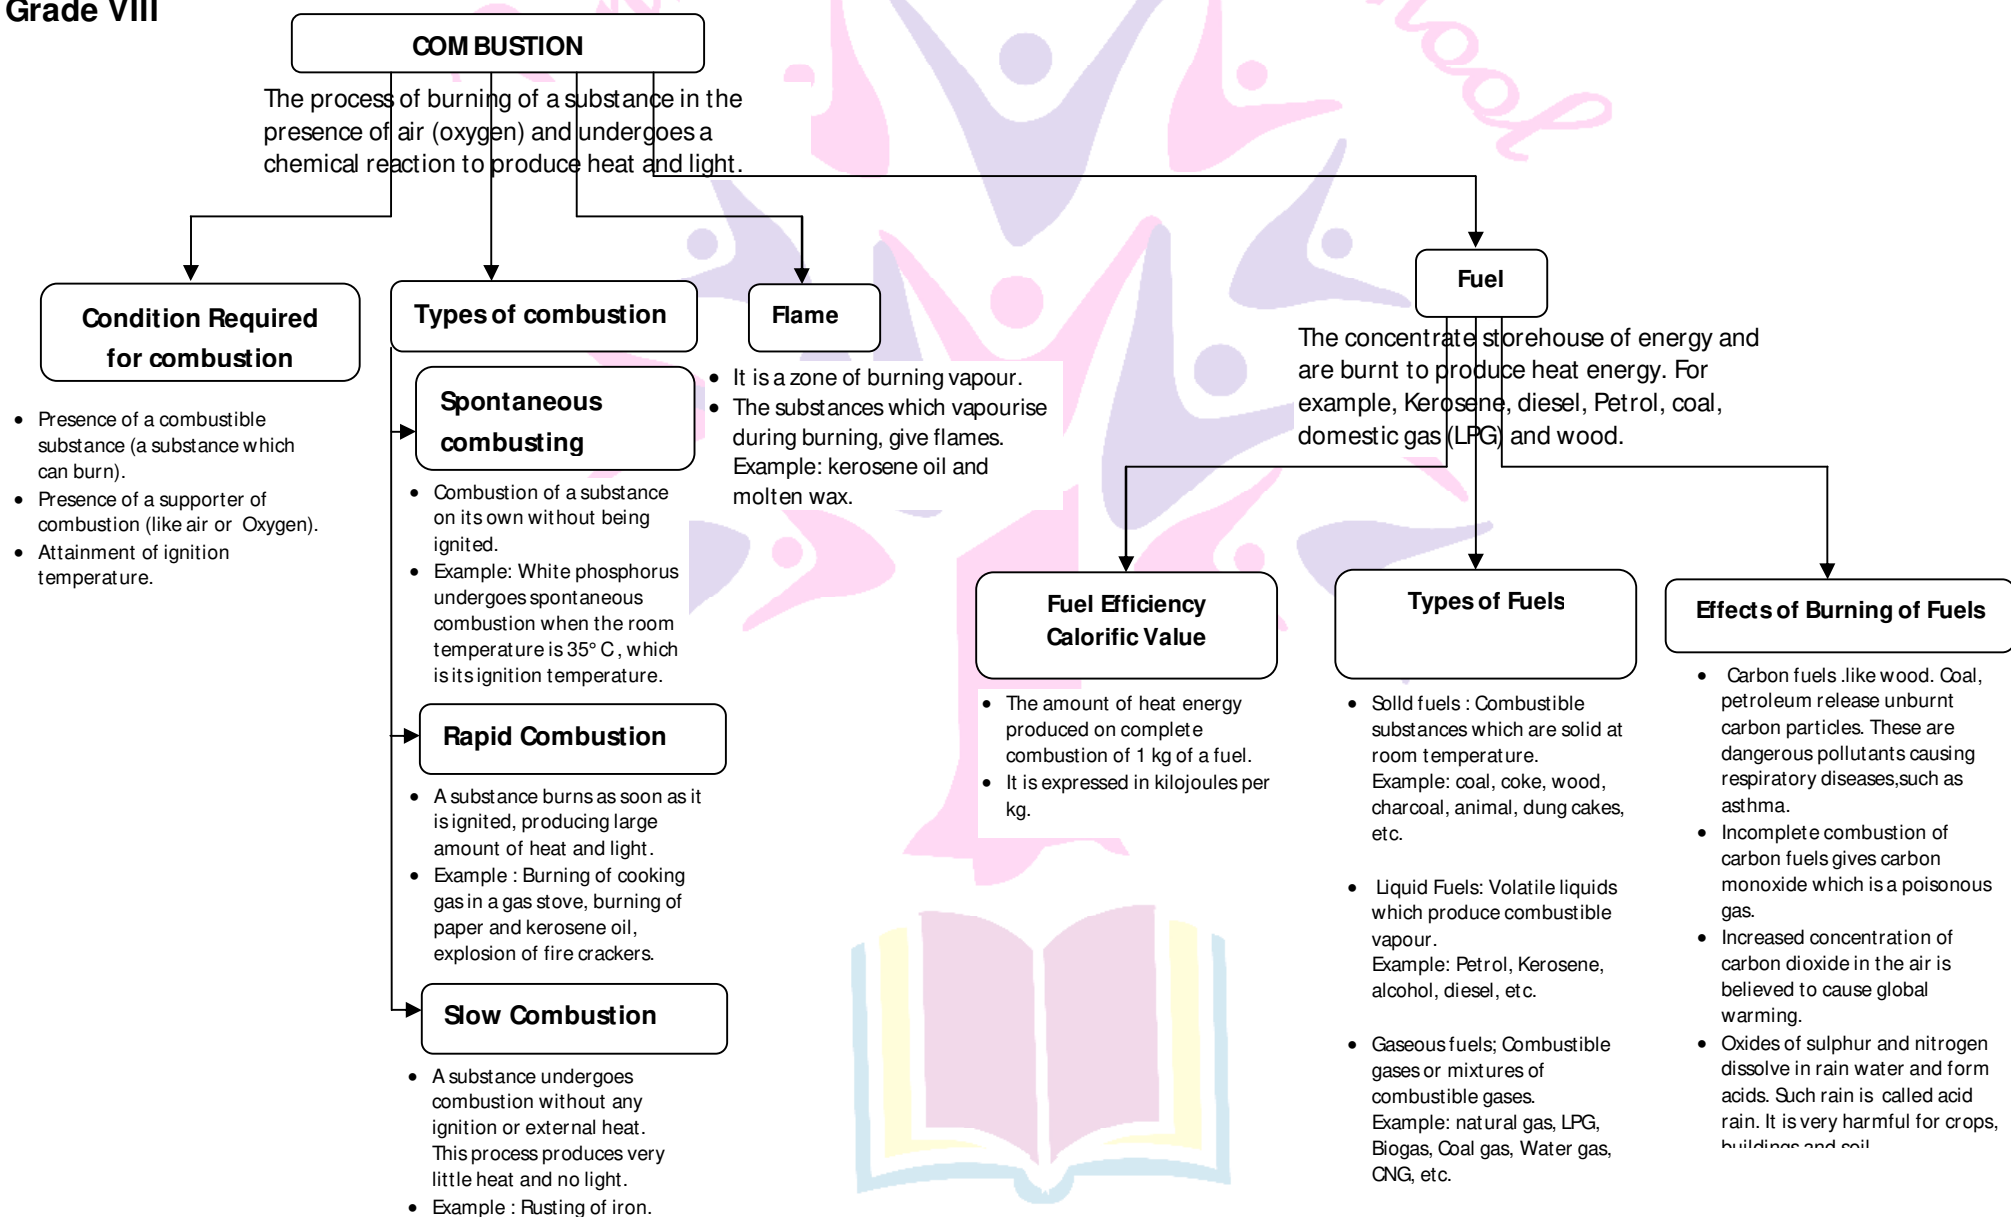 Grade VIII
COMBUSTION
The process of burning of a substance in the
presence of air (oxygen) and undergoes a
chemical reaction to produce heat and light.
Condition Required
for combustion
• Presence of a combustible
substance (a substance which
can burn).
• Presence of a supporter of
combustion (like air or Oxygen).
• Attainment of ignition
temperature.
Types of combustion
Spontaneous
combusting
• Combustion of a substance
on its own without being
ignited.
• Example: White phosphorus
undergoes spontaneous
combustion when the room
temperature is 35° C , which
is its ignition temperature.
Rapid Combustion
• A substance burns as soon as it
is ignited, producing large
amount of heat and light.
• Example : Burning of cooking
gas in a gas stove, burning of
paper and kerosene oil,
explosion of fire crackers.
Slow Combustion
• A substance undergoes
combustion without any
ignition or external heat.
This process produces very
little heat and no light.
• Example : Rusting of iron.
Flame
• It is a zone of burning vapour.
• The substances which vapourise
during burning, give flames.
Example: kerosene oil and
molten wax.
Fuel
The concentrate storehouse of energy and
are burnt to produce heat energy. For
example, Kerosene, diesel, Petrol, coal,
domestic gas (LPG) and wood.
Fuel Efficiency
Calorific Value
• The amount of heat energy
produced on complete
combustion of 1 kg of a fuel.
• It is expressed in kilojoules per
kg.
Types of Fuels
• Solld fuels : Combustible
substances which are solid at
room temperature.
Example: coal, coke, wood,
charcoal, animal, dung cakes,
etc.
• Liquid Fuels: Volatile liquids
which produce combustible
vapour.
Example: Petrol, Kerosene,
alcohol, diesel, etc.
• Gaseous fuels; Combustible
gases or mixtures of
combustible gases.
Example: natural gas, LPG,
Biogas, Coal gas, Water gas,
CNG, etc.
Effects of Burning of Fuels
• Carbon fuels .like wood. Coal,
petroleum release unburnt
carbon particles. These are
dangerous pollutants causing
respiratory diseases,such as
asthma.
• Incomplete combustion of
carbon fuels gives carbon
monoxide which is a poisonous
gas.
• Increased concentration of
carbon dioxide in the air is
believed to cause global
warming.
• Oxides of sulphur and nitrogen
dissolve in rain water and form
acids. Such rain is called acid
rain. It is very harmful for crops,
buildings and soil